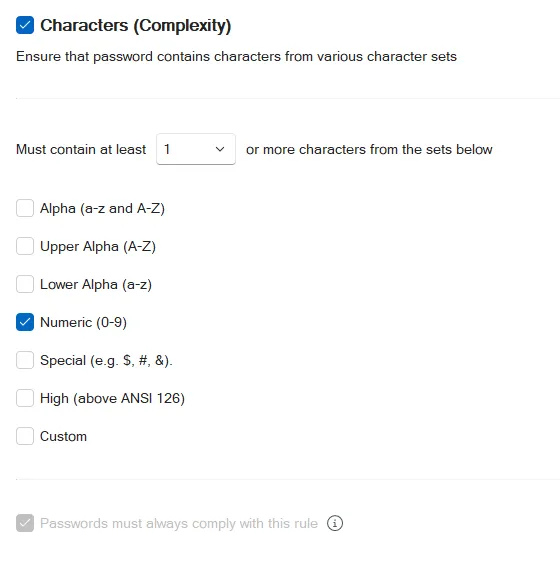 Characters (Complexity)
Ensure that password contains characters from various character sets
Must contain at least 1 or more characters from the sets below
Alpha (a-z and A-Z)
Upper Alpha (A-Z)
Lower Alpha (a-z)
Numeric (0-9)
Special (e.g. $, #, &).
High (above ANSI 126)
Custom
Passwords must always comply with this rule